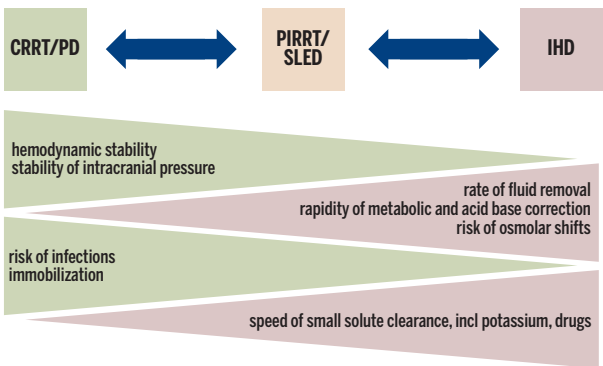 CRRT/PD
PIRRT/
SLED
IHD
hemodynamic stability
stability of intracranial pressure
rate of fluid removal
rapidity of metabolic and acid base correction
risk of osmolar shifts
risk of infections
immobilization
speed of small solute clearance, incl potassium, drugs